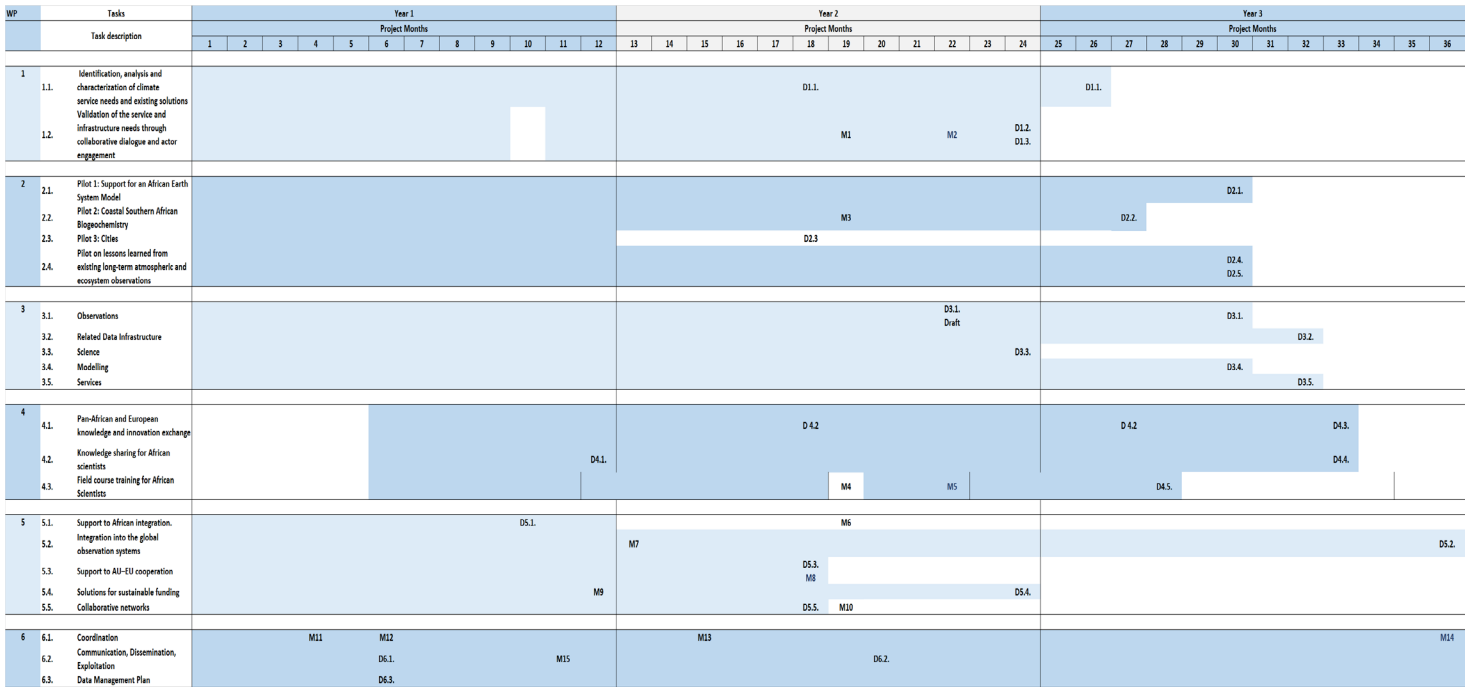 WP Tasks Year 1 Year 2 Year 3
Task description Project Months Project Months Project Months
1 2 3 4 5 6 7 8 9 10 11 12 13 14 15 16 17 18 19 20 21 22 23 24 25 26 27 28 29 30 31 32 33 34 35 36
1 1.1. Identification, analysis and
characterization of climate
service needs and existing solutions
D1.1. D1.1.
1.2. Validation of the service and
infrastructure needs through
collaborative dialogue and actor
engagement
M1 M2 D1.2.
D1.3.
2 2.1. Pilot 1: Support for an African Earth
System Model
D2.1.
2.2. Pilot 2: Coastal Southern African
Biogeochemistry
M3 D2.2.
2.3. Pilot 3: Cities D2.3
2.4. Pilot on lessons learned from
existing long-term atmospheric and
ecosystem observations
D2.4.
D2.5.
3 3.1. Observations D3.1.
Draft
D3.1.
3.2. Related Data Infrastructure D3.2.
3.3. Science D3.3.
3.4. Modelling D3.4.
3.5. Services D3.5.
4 4.1. Pan-African and European
knowledge and innovation exchange
D 4.2 D 4.2 D4.3.
4.2. Knowledge sharing for African
scientists
D4.1. D4.4.
4.3. Field course training for African
Scientists
M4 M5 D4.5.
5 5.1. Support to African integration. D5.1. M6
5.2. Integration into the global
observation systems
M7 D5.2.
5.3. Support to AU–EU cooperation D5.3.
M8
5.4. Solutions for sustainable funding M9 D5.4.
5.5. Collaborative networks D5.5. M10
6 6.1. Coordination M11 M12 M13 M14
6.2. Communication, Dissemination,
Exploitation
D6.1. M15 D6.2.
6.3. Data Management Plan D6.3.